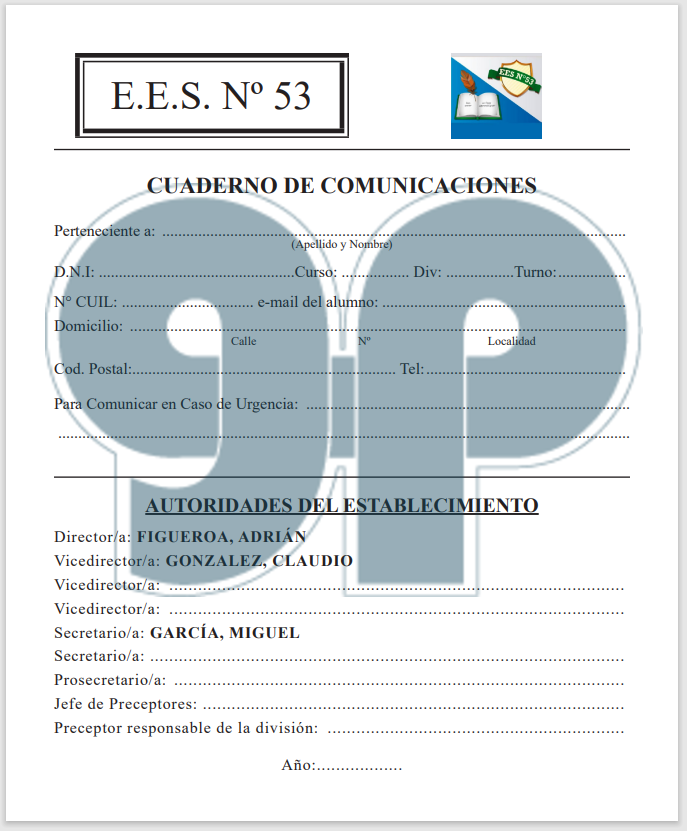 E.E.S. Nº 53
EES Nº53
CUADERNO DE COMUNICACIONES
Perteneciente a: ..........................................................................................
(Apellido y Nombre)
D.N.I: ................................................Curso: ................. Div: ................Turno:.................
N° CUIL: ................................. e-mail del alumno: .............................................................
Domicilio: ............................................................................................................
Calle Nº Localidad
Cod. Postal:................................................................. Tel:..................................................
Para Comunicar en Caso de Urgencia: .................................................................................
................................................................................................................................
AUTORIDADES DEL ESTABLECIMIENTO
Director/a: FIGUEROA, ADRIÁN
Vicedirector/a: GONZALEZ, CLAUDIO
Vicedirector/a: ...............................................................................................
Vicedirector/a: ...............................................................................................
Secretario/a: GARCÍA, MIGUEL
Secretario/a: ...................................................................................................
Prosecretario/a: ..............................................................................................
Jefe de Preceptores: ........................................................................................
Preceptor responsable de la división: ..............................................................
Año:..................
gp